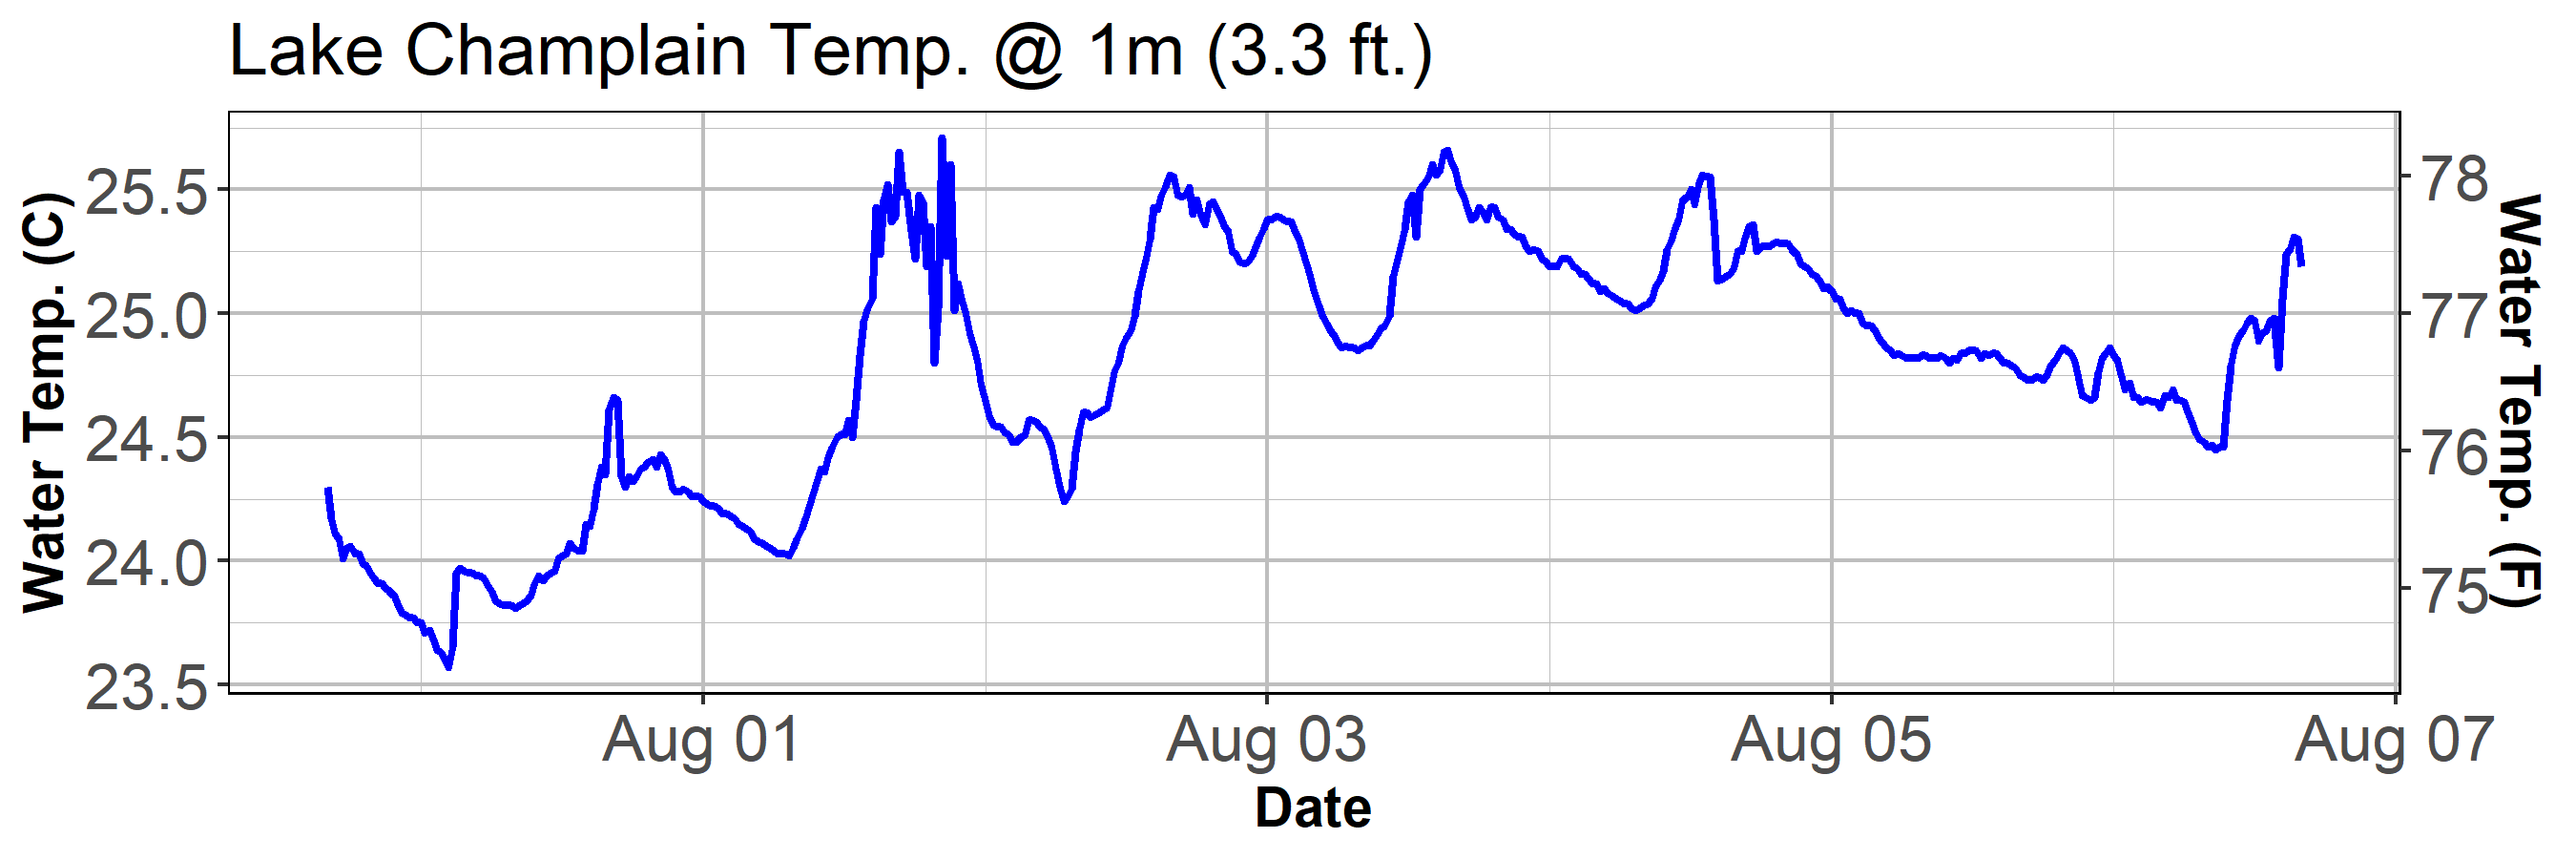 Lake Champlain Temp. @ 1m (3.3 ft.)
Water Temp. (C)
25.5
25.0
24.5
24.0
23.5
78
77
76
75
Water Temp. (F)
Aug 01 Aug 03 Aug 05 Aug 07
Date